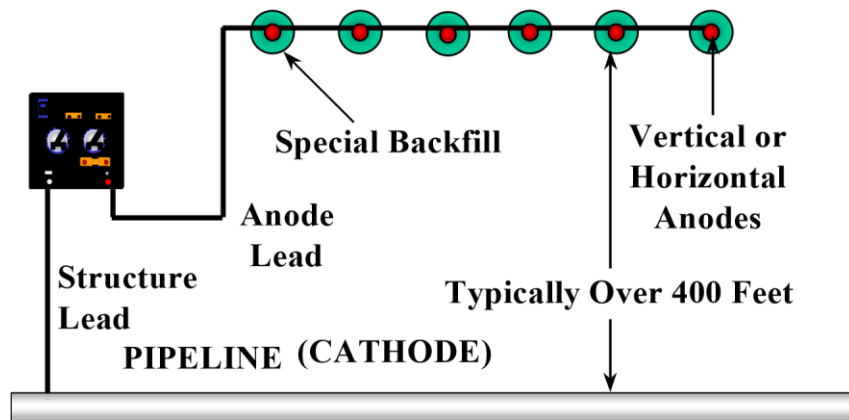 Special Backfill
Vertical or
Horizontal
Anodes
Anode
Lead
Structure
Lead
Typically Over 400 Feet
PIPELINE (CATHODE)